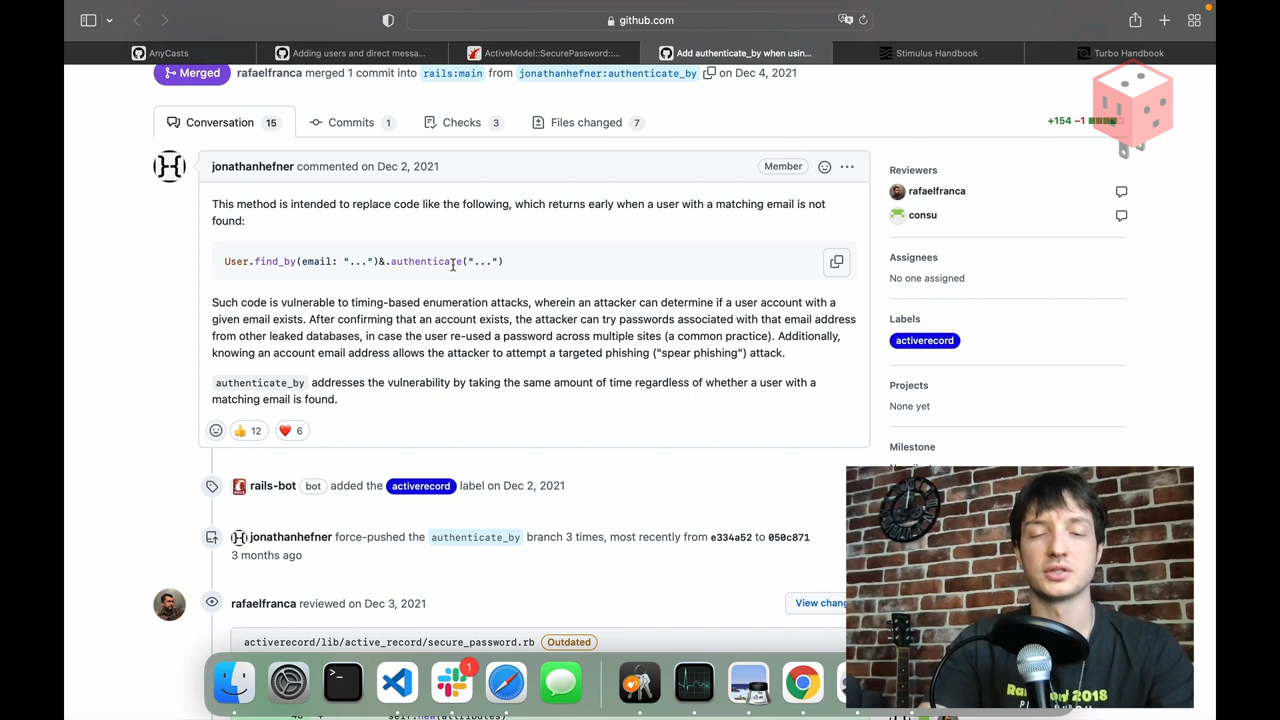 github.com
AnyCasts
Adding users and direct messa...
ActiveModel::SecurePassword::...
Add authenticate_by when usin...
Stimulus Handbook
Turbo Handbook
Merged
rafaelfranca merged 1 commit into rails:main from jonathanhefner:authenticate_by on Dec 4, 2021
Conversation 15
Commits 1
Checks 3
Files changed 7
+154 −1
jonathanhefner commented on Dec 2, 2021
Member
This method is intended to replace code like the following, which returns early when a user with a matching email is not
found:
User.find_by(email: "...")&.authenticate("...")
Such code is vulnerable to timing-based enumeration attacks, wherein an attacker can determine if a user account with a
given email exists. After confirming that an account exists, the attacker can try passwords associated with that email address
from other leaked databases, in case the user re-used a password across multiple sites (a common practice). Additionally,
knowing an account email address allows the attacker to attempt a targeted phishing ("spear phishing") attack.
authenticate_by addresses the vulnerability by taking the same amount of time regardless of whether a user with a
matching email is found.
12
6
rails-bot bot added the activerecord label on Dec 2, 2021
jonathanhefner force-pushed the authenticate_by branch 3 times, most recently from e334a52 to 050c871
3 months ago
rafaelfranca reviewed on Dec 3, 2021
View chang
activerecord/lib/active_record/secure_password.rb Outdated
self.new(attributes)
Reviewers
rafaelfranca
consu
Assignees
No one assigned
Labels
activerecord
Projects
None yet
Milestone
1
2018